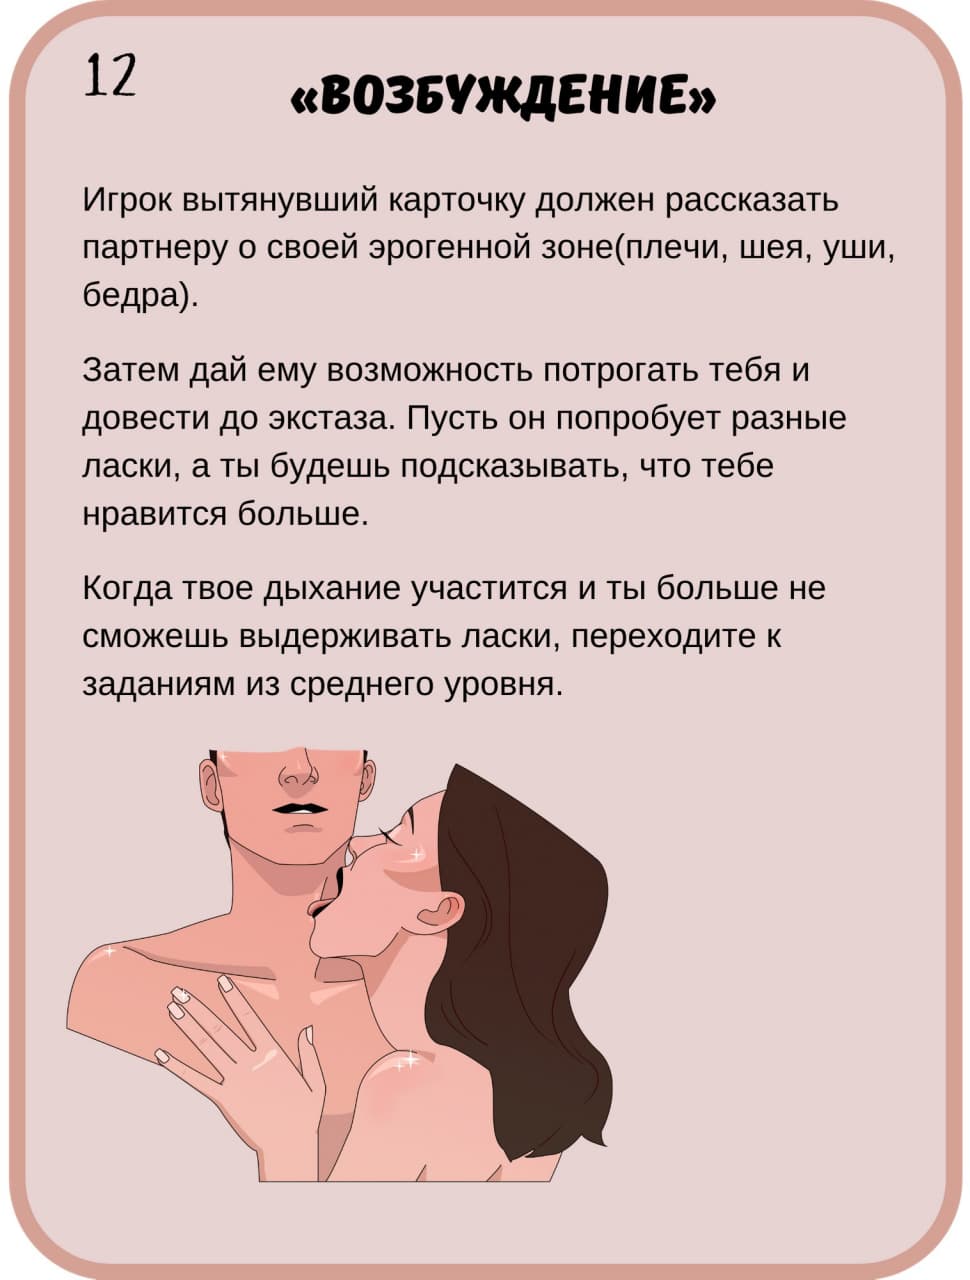 12
«ВОЗБУЖДЕНИЕ»
Игрок вытянувший карточку должен рассказать
партнеру о своей эрогенной зоне(плечи, шея, уши,
бедра).
Затем дай ему возможность потрогать тебя и
довести до экстаза. Пусть он попробует разные
ласки, а ты будешь подсказывать, что тебе
нравится больше.
Когда твое дыхание участится и ты больше не
сможешь выдерживать ласки, переходите к
заданиям из среднего уровня.